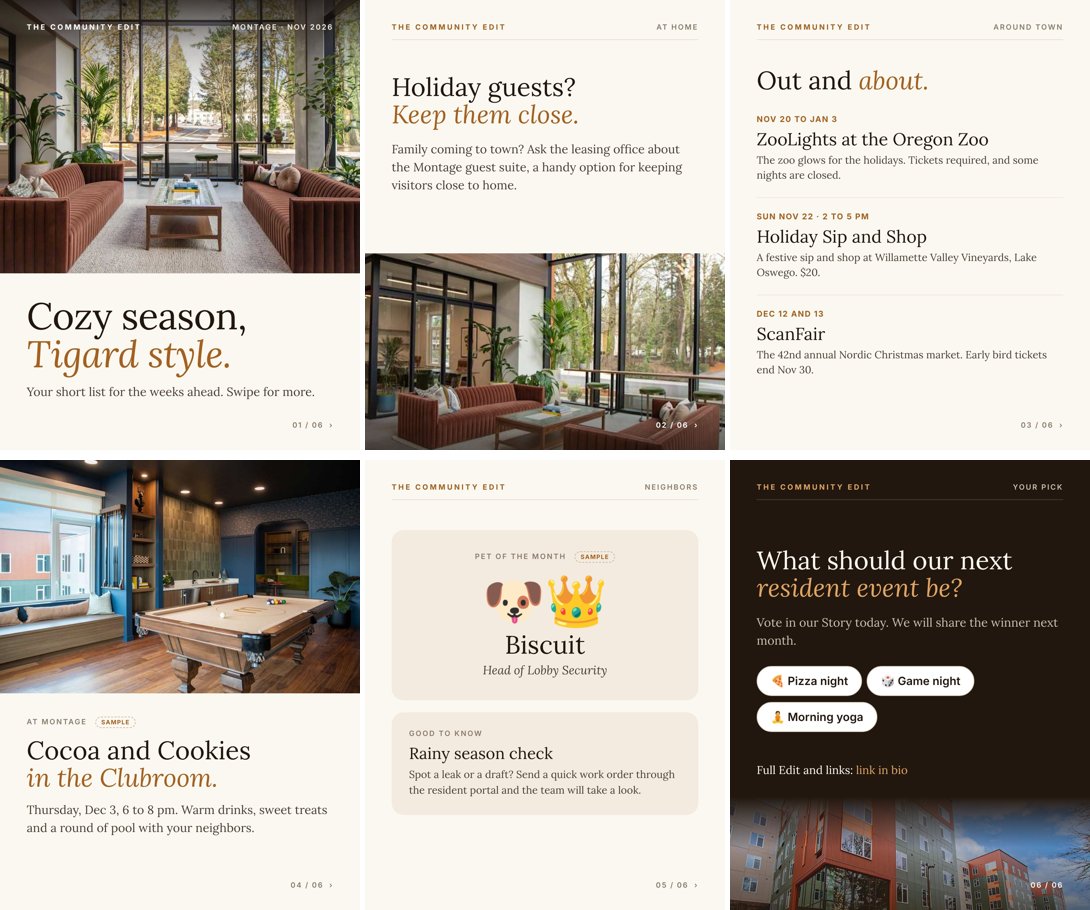 THE COMMUNITY EDIT
MONTAGE · NOV 2026
Cozy season,
Tigard style.
Your short list for the weeks ahead. Swipe for more.
01 / 06 ›
THE COMMUNITY EDIT
AT HOME
Holiday guests?
Keep them close.
Family coming to town? Ask the leasing office about
the Montage guest suite, a handy option for keeping
visitors close to home.
02 / 06 ›
THE COMMUNITY EDIT
AROUND TOWN
Out and about.
NOV 20 TO JAN 3
ZooLights at the Oregon Zoo
The zoo glows for the holidays. Tickets required, and some
nights are closed.
SUN NOV 22 · 2 TO 5 PM
Holiday Sip and Shop
A festive sip and shop at Willamette Valley Vineyards, Lake
Oswego. $20.
DEC 12 AND 13
ScanFair
The 42nd annual Nordic Christmas market. Early bird tickets
end Nov 30.
03 / 06 ›
AT MONTAGE
SAMPLE
Cocoa and Cookies
in the Clubroom.
Thursday, Dec 3, 6 to 8 pm. Warm drinks, sweet treats
and a round of pool with your neighbors.
04 / 06 ›
THE COMMUNITY EDIT
NEIGHBORS
PET OF THE MONTH
SAMPLE
Biscuit
Head of Lobby Security
GOOD TO KNOW
Rainy season check
Spot a leak or a draft? Send a quick work order through
the resident portal and the team will take a look.
05 / 06 ›
THE COMMUNITY EDIT
YOUR PICK
What should our next
resident event be?
Vote in our Story today. We will share the winner next
month.
🍕 Pizza night
🎲 Game night
🧘 Morning yoga
Full Edit and links: link in bio
06 / 06